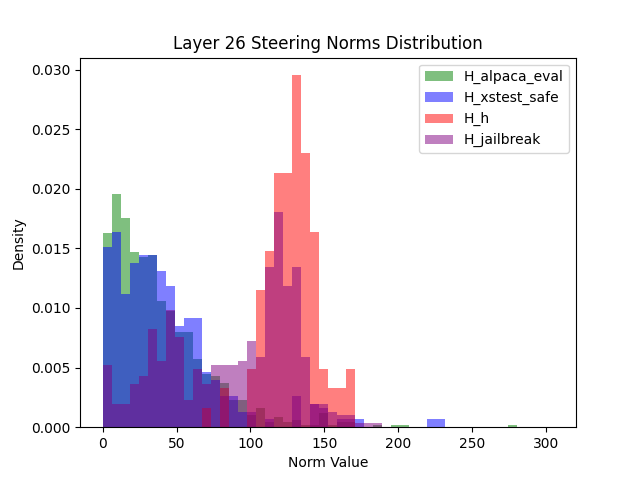 Layer 26 Steering Norms Distribution
H_alpaca_eval
H_xstest_safe
H_h
H_jailbreak
Density
0.030
0.025
0.020
0.015
0.010
0.005
0.000
0 50 100 150 200 250 300
Norm Value